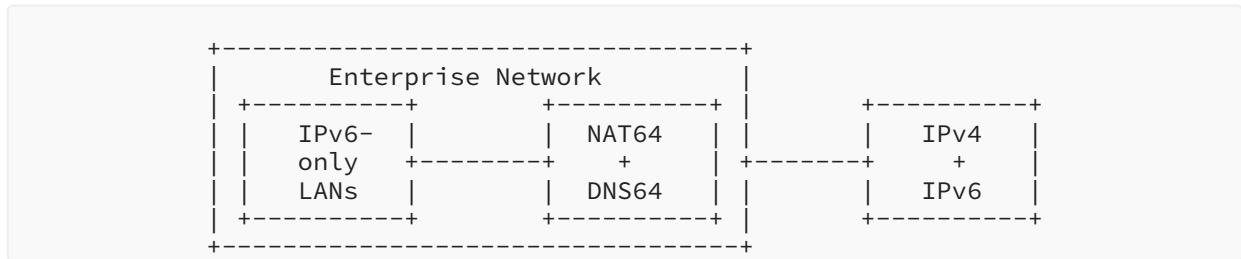 +---------------------------------+
|       Enterprise Network        |
| +----------+        +----------+ |       +----------+
| |   IPv6-  |        |  NAT64   | |       |   IPv4   |
| |   only   +--------+    +     | +-------+    +     |
| |   LANs   |        |  DNS64   | |       |   IPv6   |
| +----------+        +----------+ |       +----------+
+---------------------------------+